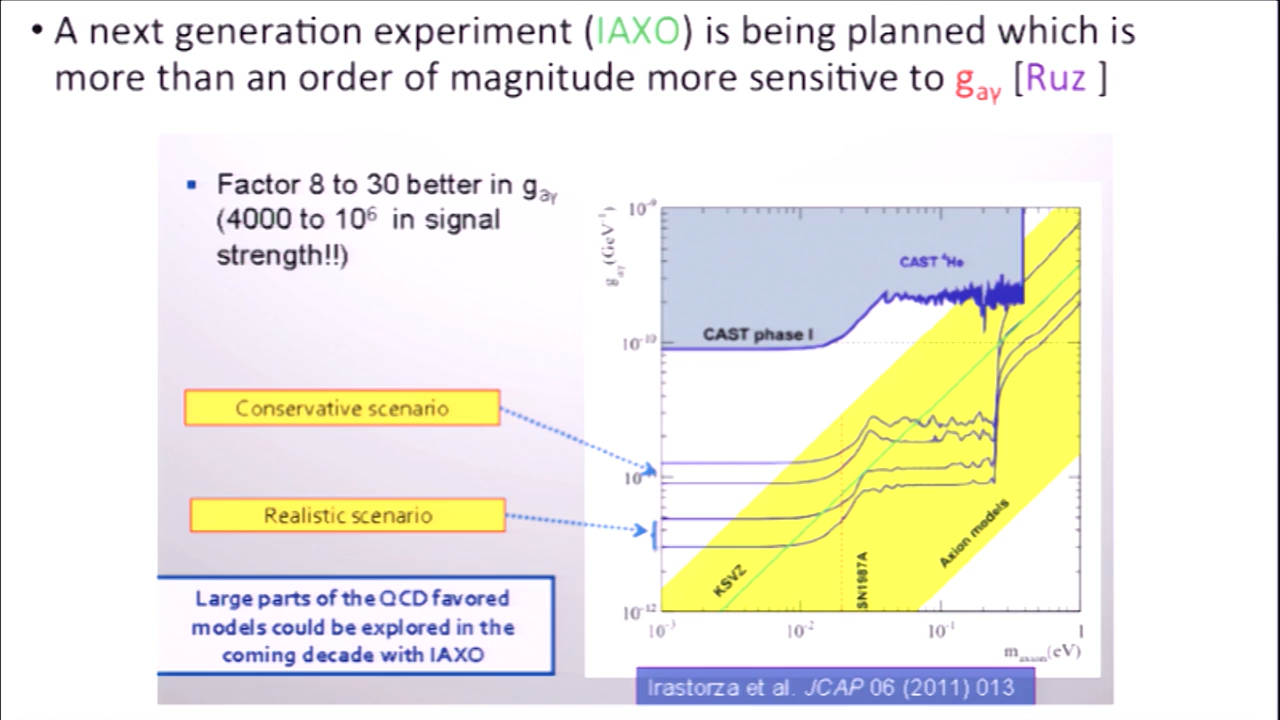 • A next generation experiment (IAXO) is being planned which is
more than an order of magnitude more sensitive to gaγ [Ruz ]
▪ Factor 8 to 30 better in gaγ
(4000 to 10⁶ in signal
strength!!)
Conservative scenario
Realistic scenario
Large parts of the QCD favored
models could be explored in the
coming decade with IAXO
gaγ(GeV⁻¹)
10⁻⁹
CAST ⁴He
CAST phase I
10⁻¹⁰
10⁻¹²
KSVZ
SN1987A
Axion models
10⁻³
10⁻²
10⁻¹
1
maxion(eV)
Irastorza et al. JCAP 06 (2011) 013